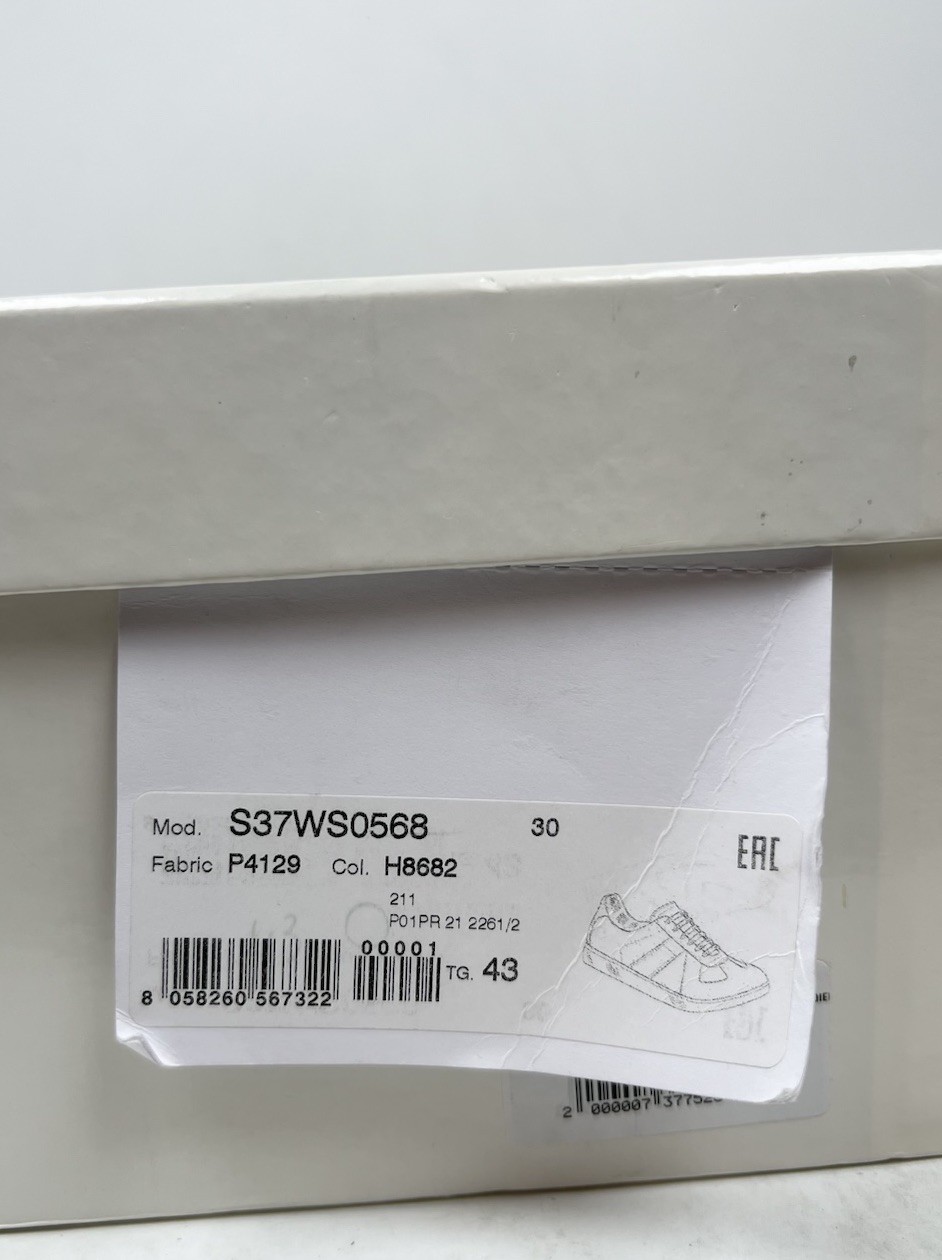 Mod. S37WS0568 30
Fabric P4129 Col. H8682
EAC
211
P01PR 21 2261/2
00001
TG. 43
8 058260 567322
2 000007